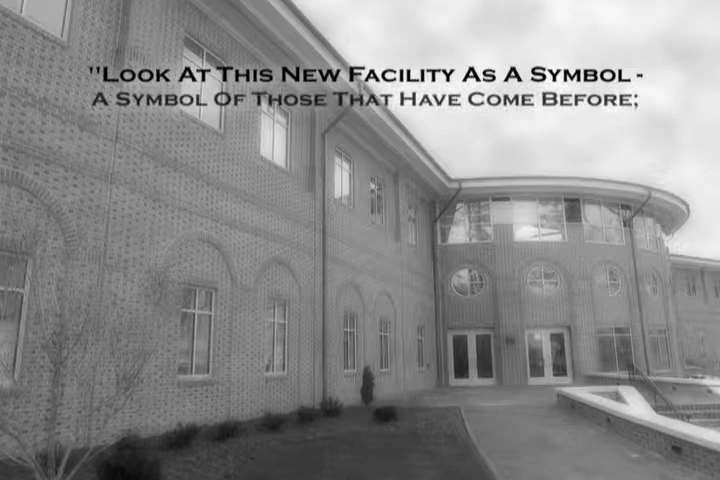 "Look At This New Facility As A Symbol -
A Symbol Of Those That Have Come Before;